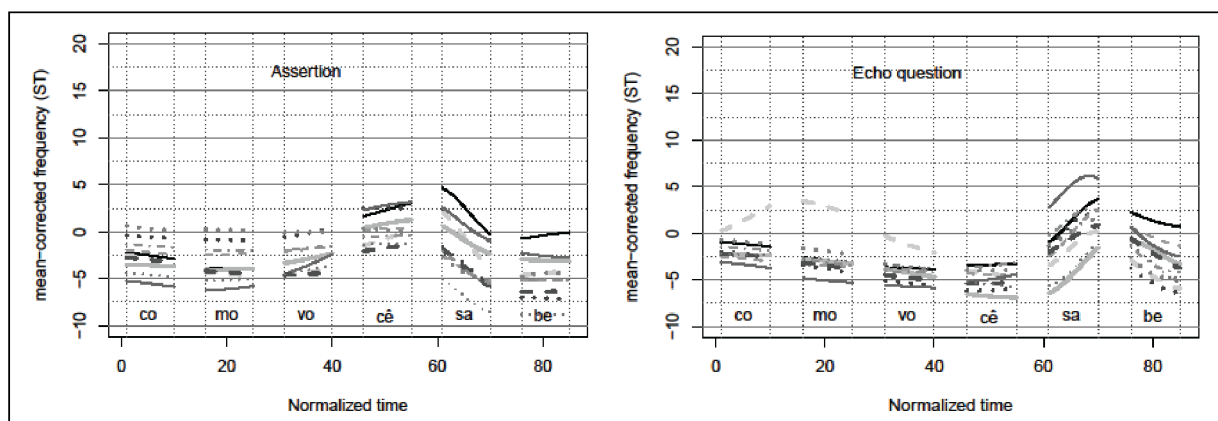 mean−corrected frequency (ST)
20
15
10
5
0
−5
−10
Assertion
co mo vo cê sa be
0 20 40 60 80
Normalized time
mean−corrected frequency (ST)
20
15
10
5
0
−5
−10
Echo question
co mo vo cê sa be
0 20 40 60 80
Normalized time